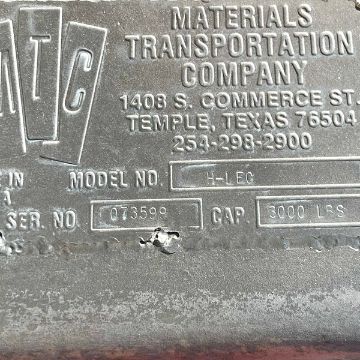 MTC
MATERIALS
TRANSPORTATION
COMPANY
1408 S. COMMERCE ST.
TEMPLE, TEXAS 76504
254-298-2900
IN
MODEL NO. H-LEC
A
SER. NO. 073599 CAP. 3000 LBS